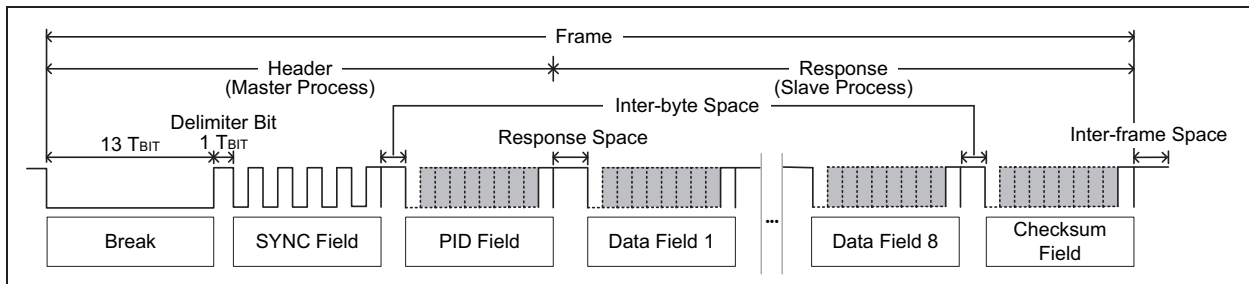 Frame
Header
(Master Process)
Response
(Slave Process)
Inter-byte Space
Delimiter Bit
13 TBIT
1 TBIT
Response Space
Inter-frame Space
...
Break
SYNC Field
PID Field
Data Field 1
Data Field 8
Checksum
Field